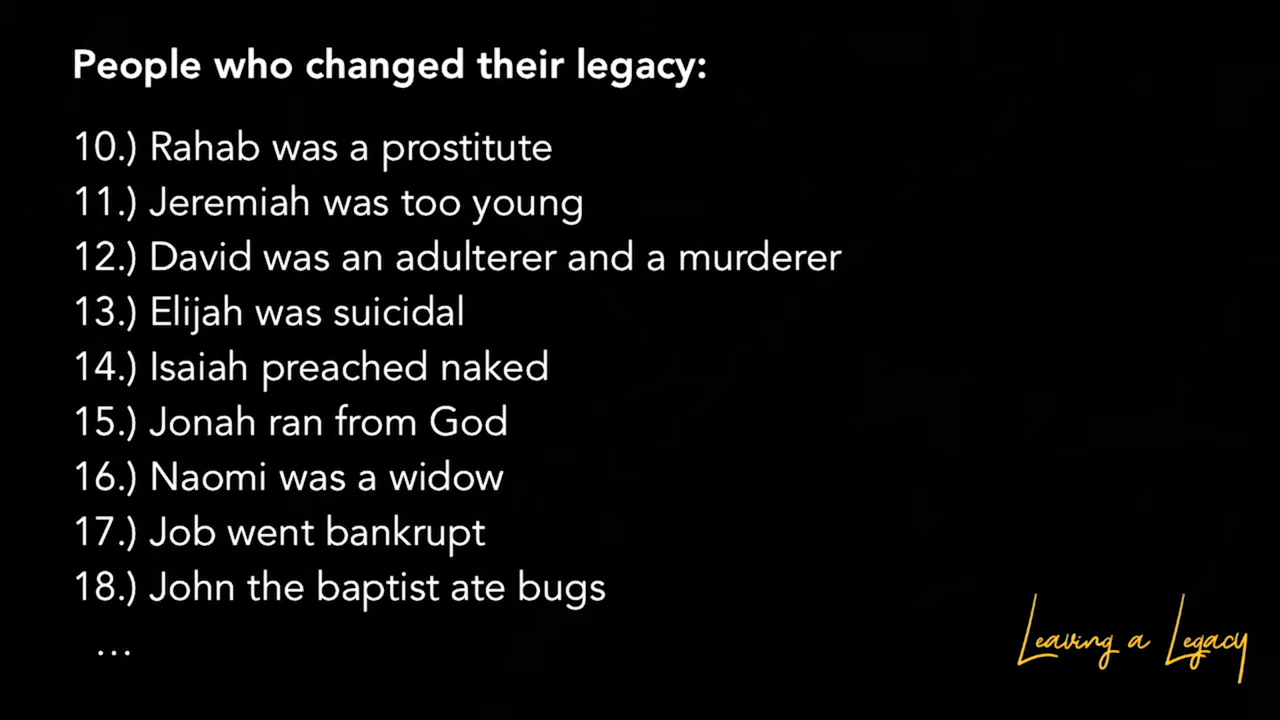 People who changed their legacy:
10.) Rahab was a prostitute
11.) Jeremiah was too young
12.) David was an adulterer and a murderer
13.) Elijah was suicidal
14.) Isaiah preached naked
15.) Jonah ran from God
16.) Naomi was a widow
17.) Job went bankrupt
18.) John the baptist ate bugs
...
Leaving a Legacy